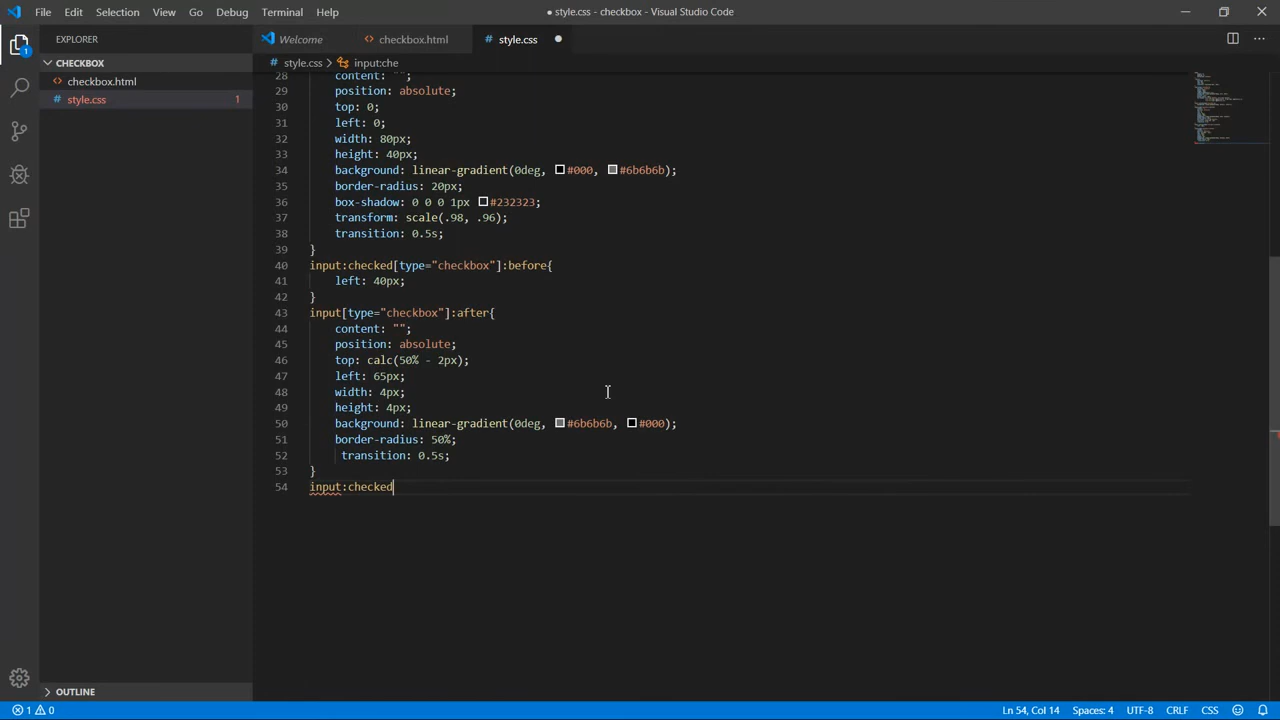 File Edit Selection View Go Debug Terminal Help
● style.css - checkbox - Visual Studio Code
EXPLORER
Welcome
<> checkbox.html
# style.css
CHECKBOX
# style.css > input:che
<> checkbox.html
# style.css 1
1
28 content: "";
29 position: absolute;
30 top: 0;
31 left: 0;
32 width: 80px;
33 height: 40px;
34 background: linear-gradient(0deg, #000, #6b6b6b);
35 border-radius: 20px;
36 box-shadow: 0 0 0 1px #232323;
37 transform: scale(.98, .96);
38 transition: 0.5s;
39 }
40 input:checked[type="checkbox"]:before{
41 left: 40px;
42 }
43 input[type="checkbox"]:after{
44 content: "";
45 position: absolute;
46 top: calc(50% - 2px);
47 left: 65px;
48 width: 4px;
49 height: 4px;
50 background: linear-gradient(0deg, #6b6b6b, #000);
51 border-radius: 50%;
52 transition: 0.5s;
53 }
54 input:checked
OUTLINE
1 0
Ln 54, Col 14 Spaces: 4 UTF-8 CRLF CSS